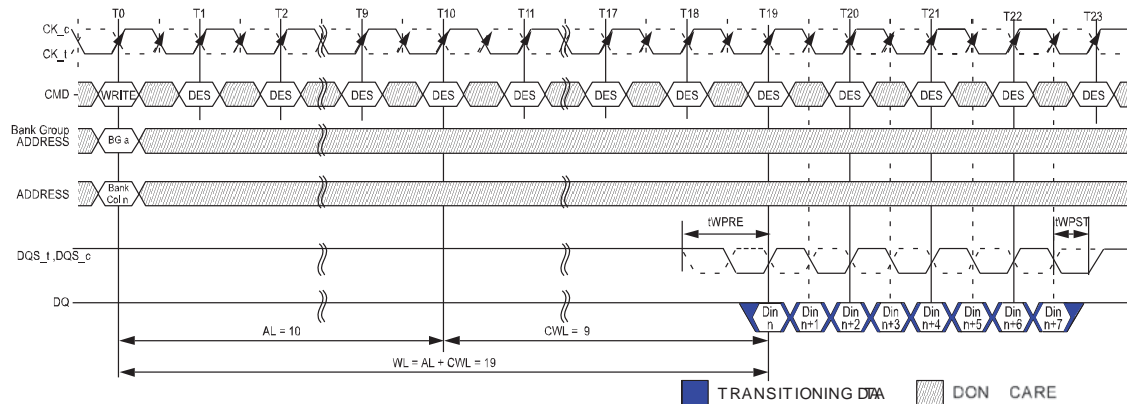 T0 T1 T2 T9 T10 T11 T17 T18 T19 T20 T21 T22 T23
CK_c
CK_t
CMD WRITE DES DES DES DES DES DES DES DES DES DES DES DES
Bank Group
ADDRESS
BG a
ADDRESS
Bank
Col n
tWPRE
tWPST
DQS_t,DQS_c
DQ
Din
n
Din
n+1
Din
n+2
Din
n+3
Din
n+4
Din
n+5
Din
n+6
Din
n+7
AL = 10
CWL = 9
WL = AL + CWL = 19
TRANSITIONING DATA
DON CARE